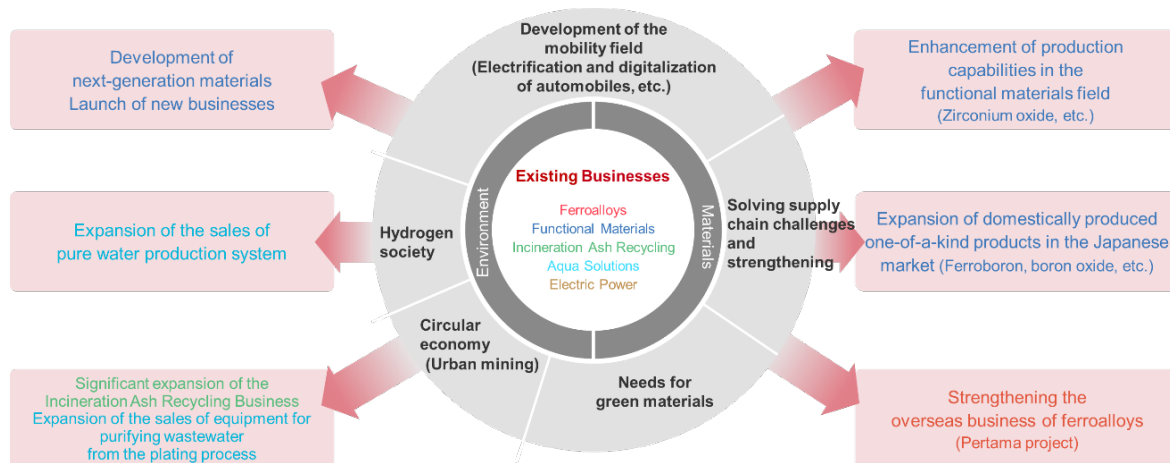 Development of the
mobility field
(Electrification and digitalization
of automobiles, etc.)
Development of
next-generation materials
Launch of new businesses
Enhancement of production
capabilities in the
functional materials field
(Zirconium oxide, etc.)
Existing Businesses
Ferroalloys
Functional Materials
Incineration Ash Recycling
Aqua Solutions
Electric Power
Environment
Materials
Expansion of the sales of
pure water production system
Hydrogen
society
Solving supply
chain challenges
and
strengthening
Expansion of domestically produced
one-of-a-kind products in the Japanese
market (Ferroboron, boron oxide, etc.)
Circular
economy
(Urban mining)
Needs for
green materials
Significant expansion of the
Incineration Ash Recycling Business
Expansion of the sales of equipment for
purifying wastewater
from the plating process
Strengthening the
overseas business of ferroalloys
(Pertama project)